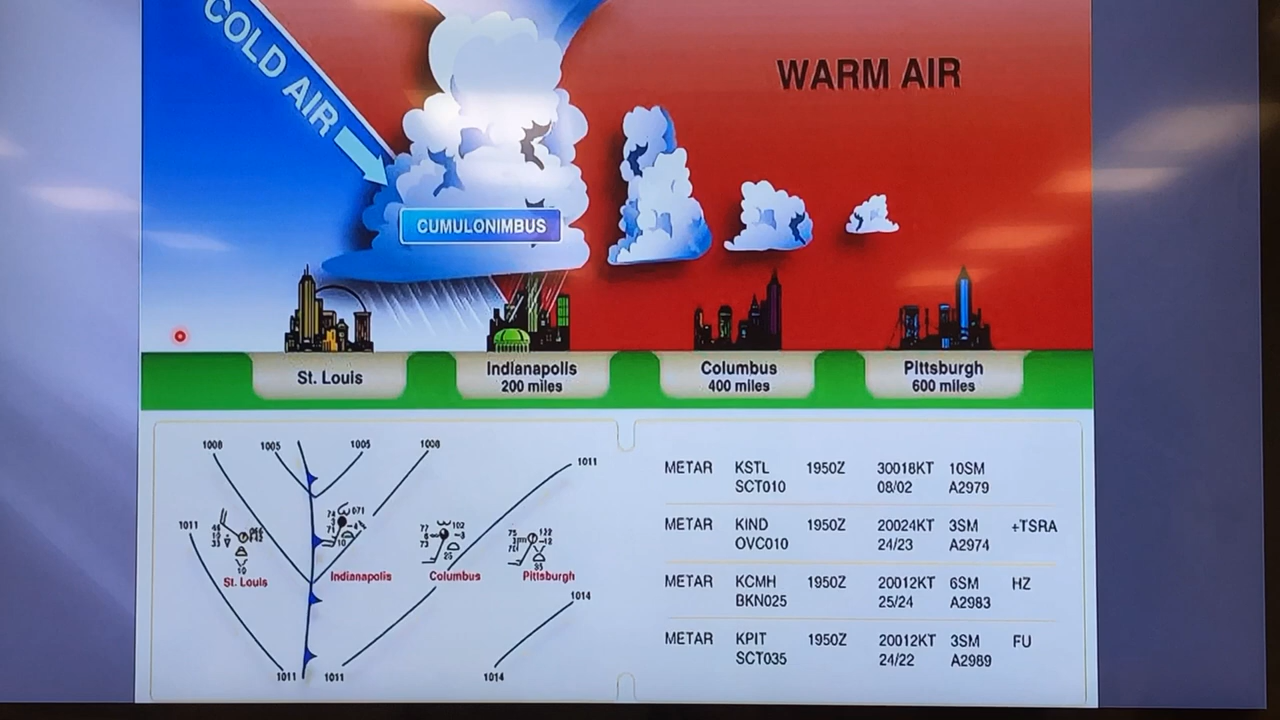 COLD AIR
WARM AIR
CUMULONIMBUS
St. Louis
Indianapolis
200 miles
Columbus
400 miles
Pittsburgh
600 miles
1008
1005
1005
1008
1011
1011
St. Louis
Indianapolis
Columbus
Pittsburgh
1014
1011
1011
1014
METAR KSTL 1950Z 30018KT 10SM
SCT010 08/02 A2979
METAR KIND 1950Z 20024KT 3SM +TSRA
OVC010 24/23 A2974
METAR KCMH 1950Z 20012KT 6SM HZ
BKN025 25/24 A2983
METAR KPIT 1950Z 20012KT 3SM FU
SCT035 24/22 A2989